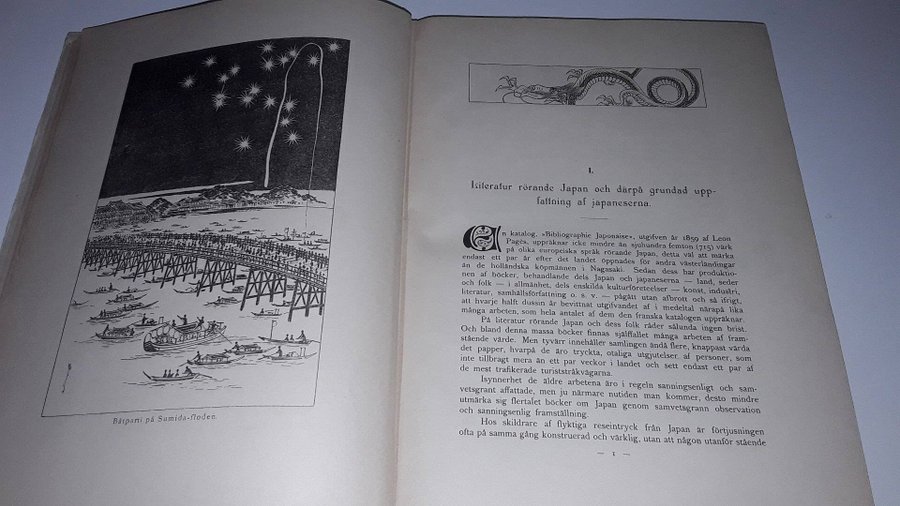 Båtparti på Sumida-floden.
I.
Literatur rörande Japan och därpå grundad upp-
fattning af japaneserna.
En katalog, »Bibliographie Japonaise», utgifven år 1859 af Leon
Pagès, uppräknar icke mindre än sjuhundra femton (715) värk
på olika europeiska språk rörande Japan, detta väl att märka
endast ett par år efter det landet öppnades för andra västerländingar
än de holländska köpmännen i Nagasaki. Sedan dess har produktio-
nen af böcker, behandlande dels Japan och japaneserna — land, seder
och folk — i allmänhet, dels enskilda kulturföreteelser — konst, industri,
literatur, samhällsförfattning o. s. v. — pågått utan afbrott och så ifrigt,
att hvarje halft dussin år bevittnat utgifvandet af i medeltal närapå lika
många arbeten, som hela antalet af dem den franska katalogen uppräknar.
På literatur rörande Japan och dess folk råder sålunda ingen brist.
Och bland denna massa böcker finnas själffallet många arbeten af fram-
stående värde. Men tyvärr innehåller samlingen ändå flere, knappast värda
det papper, hvarpå de äro tryckta, otaliga utgjutelser af personer, som
inte tillbragt mera än ett par veckor i landet och sett endast ett par af
de mest trafikerade turiststråkvägarna.
Isynnerhet de äldre arbetena äro i regeln sanningsenligt och sam-
vetsgrant affattade, men ju närmare nutiden man kommer, desto mindre
utmärka sig flertalet böcker om Japan genom samvetsgrann observation
och sanningsenlig framställning.
Hos skildrare af flyktiga reseintryck från Japan är förtjusningen
ofta på samma gång konstruerad och värklig, utan att någon utanför stående
— 1 —